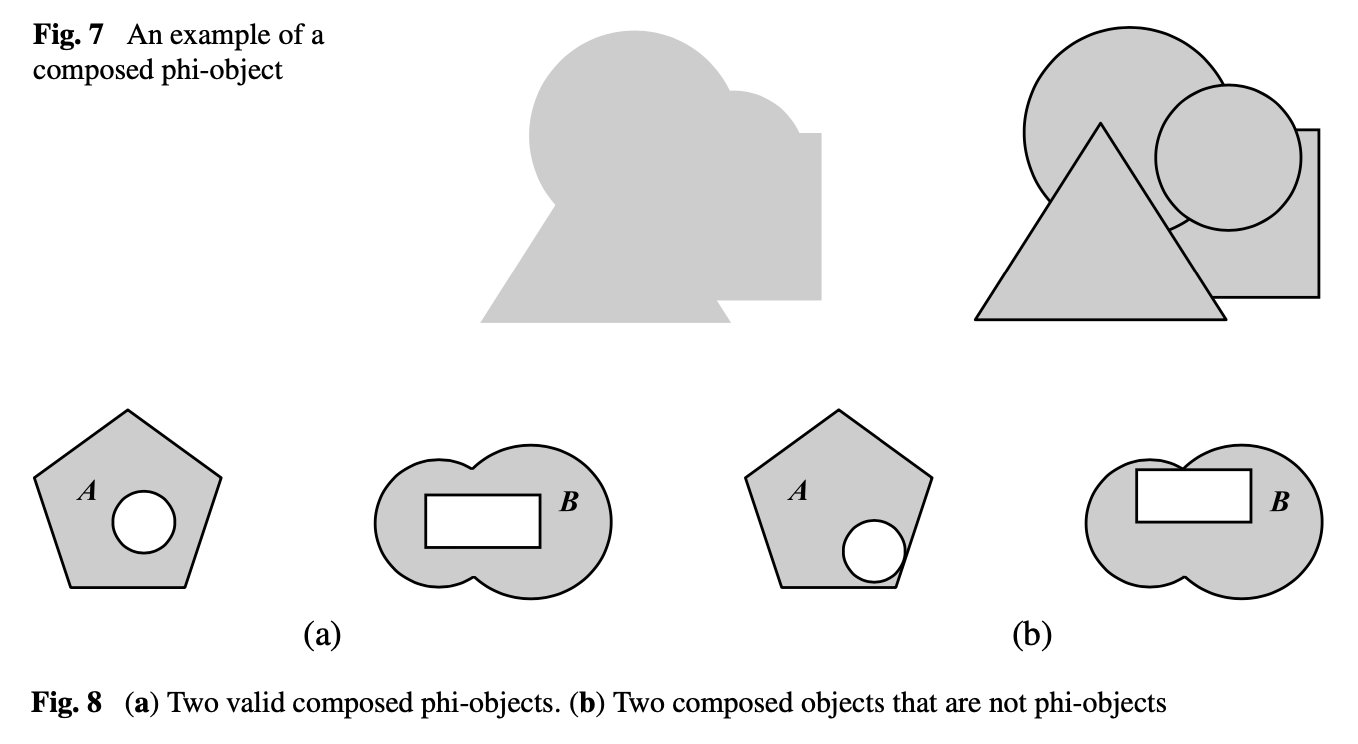 Fig. 7 An example of a
composed phi-object
A
B
A
B
(a)
(b)
Fig. 8 (a) Two valid composed phi-objects. (b) Two composed objects that are not phi-objects